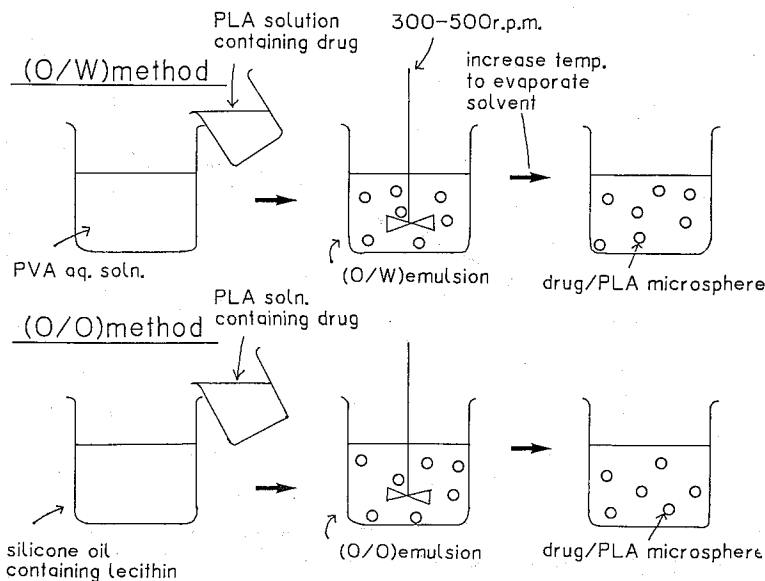 PLA solution
containing drug
300-500r.p.m.
(O/W)method
increase temp.
to evaporate
solvent
PVA aq. soln.
(O/W)emulsion
drug/PLA microsphere
PLA soln.
containing drug
(O/O)method
silicone oil
containing lecithin
(O/O)emulsion
drug/PLA microsphere